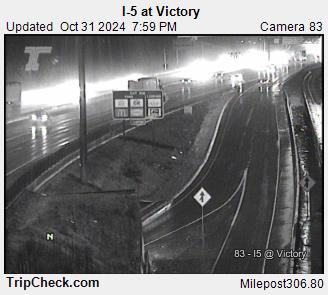 I-5 at Victory
Updated Oct 31 2024 7:59 PM Camera 83
T
N
83 - I5 @ Victory
TripCheck.com Milepost306.80